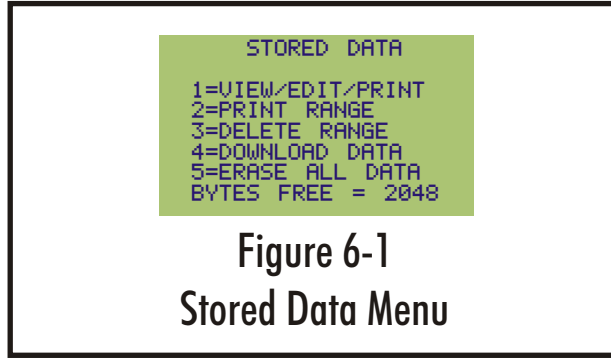 STORED DATA
1=VIEW/EDIT/PRINT
2=PRINT RANGE
3=DELETE RANGE
4=DOWNLOAD DATA
5=ERASE ALL DATA
BYTES FREE = 2048
Figure 6-1
Stored Data Menu